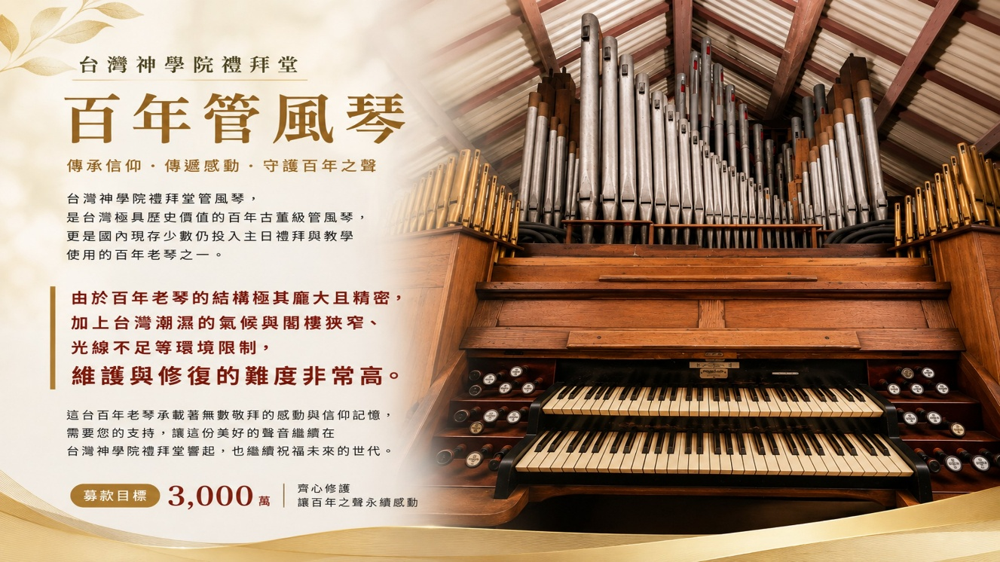 台灣神學院禮拜堂
百年管風琴
傳承信仰・傳遞感動・守護百年之聲
台灣神學院禮拜堂管風琴，
是台灣極具歷史價值的百年古董級管風琴，
更是國內現存少數仍投入主日禮拜與教學
使用的百年老琴之一。
由於百年老琴的結構極其龐大且精密，
加上台灣潮濕的氣候與閣樓狹窄、
光線不足等環境限制，
維護與修復的難度非常高。
這台百年老琴承載著無數敬拜的感動與信仰記憶，
需要您的支持，讓這份美好的聲音繼續在
台灣神學院禮拜堂響起，也繼續祝福未來的世代。
募款目標 3,000萬
齊心修護
讓百年之聲永續感動